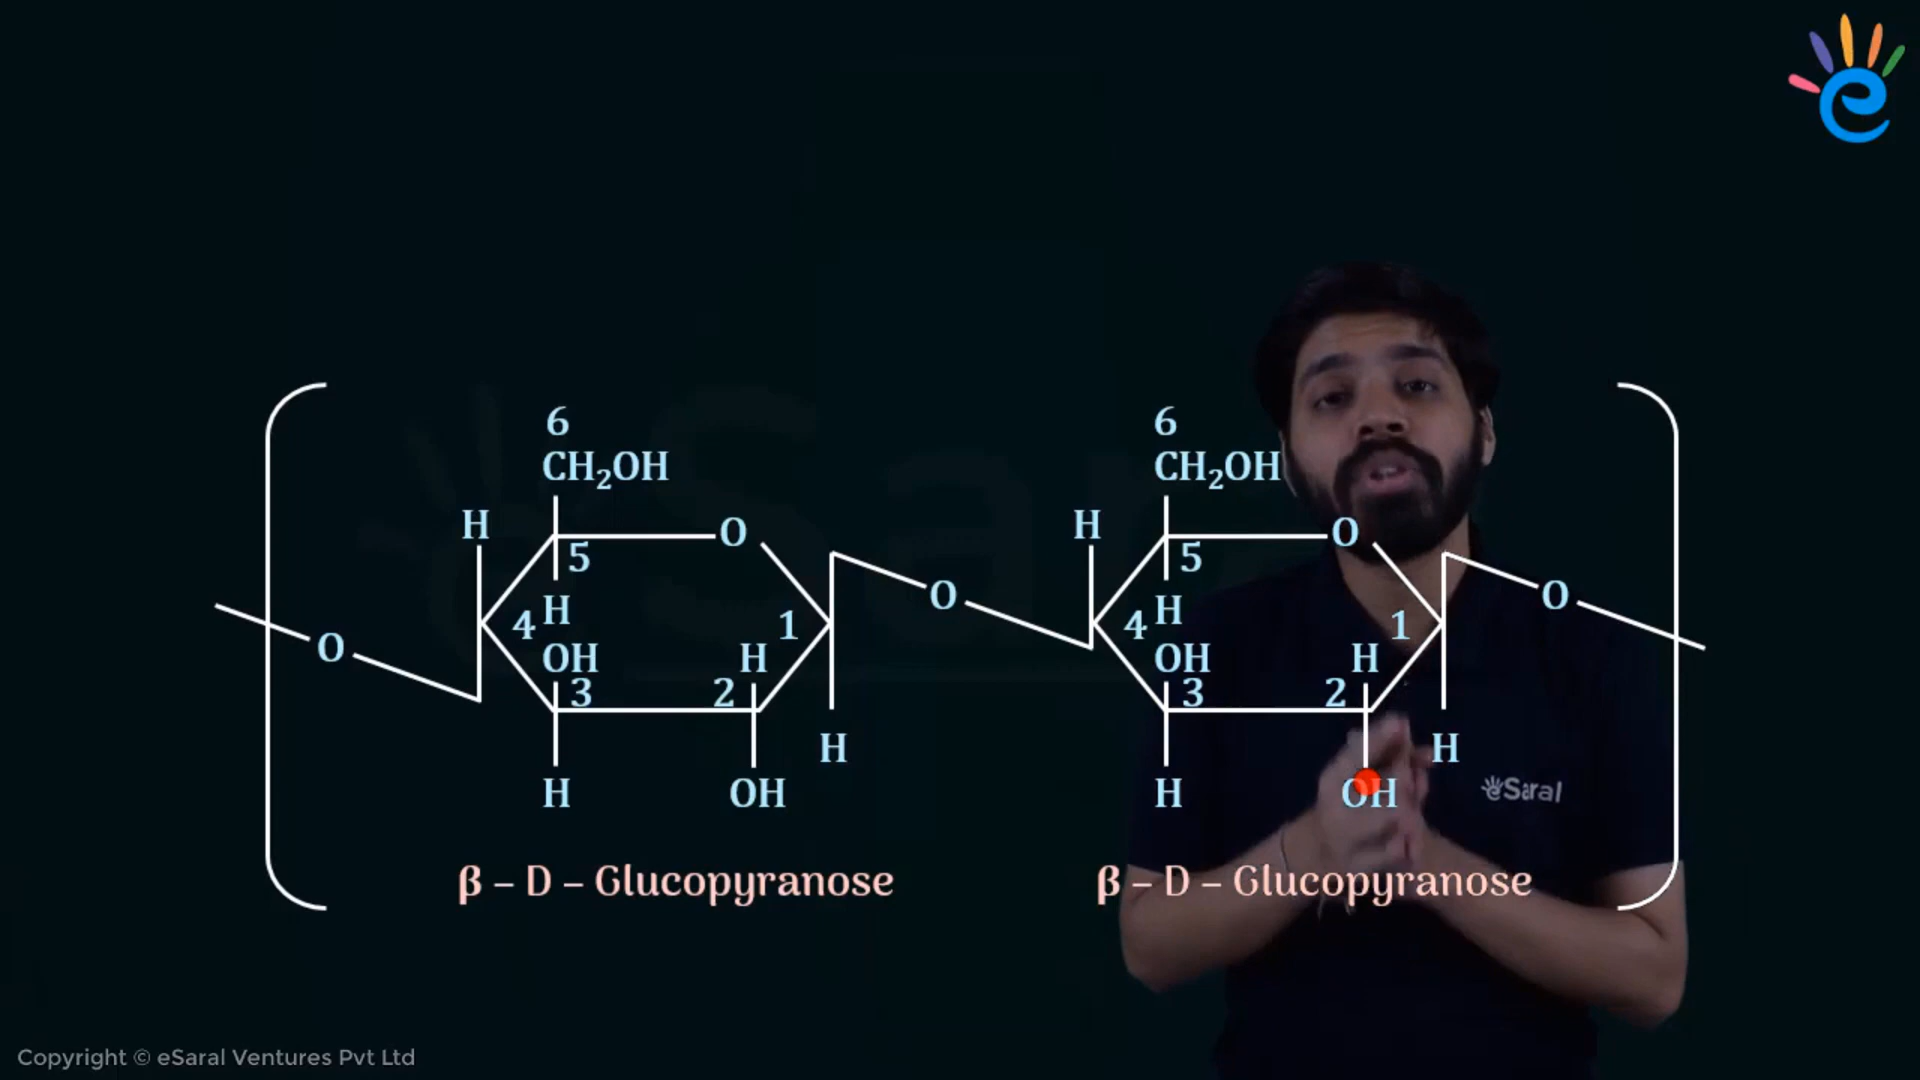 6 6
CH₂OH CH₂OH
H O H O
5 5
O O
H H
4 1 4 1
O
OH H OH H
3 2 3 2
H H
H OH H OH
eSaral
β – D – Glucopyranose β – D – Glucopyranose
Copyright © eSaral Ventures Pvt Ltd